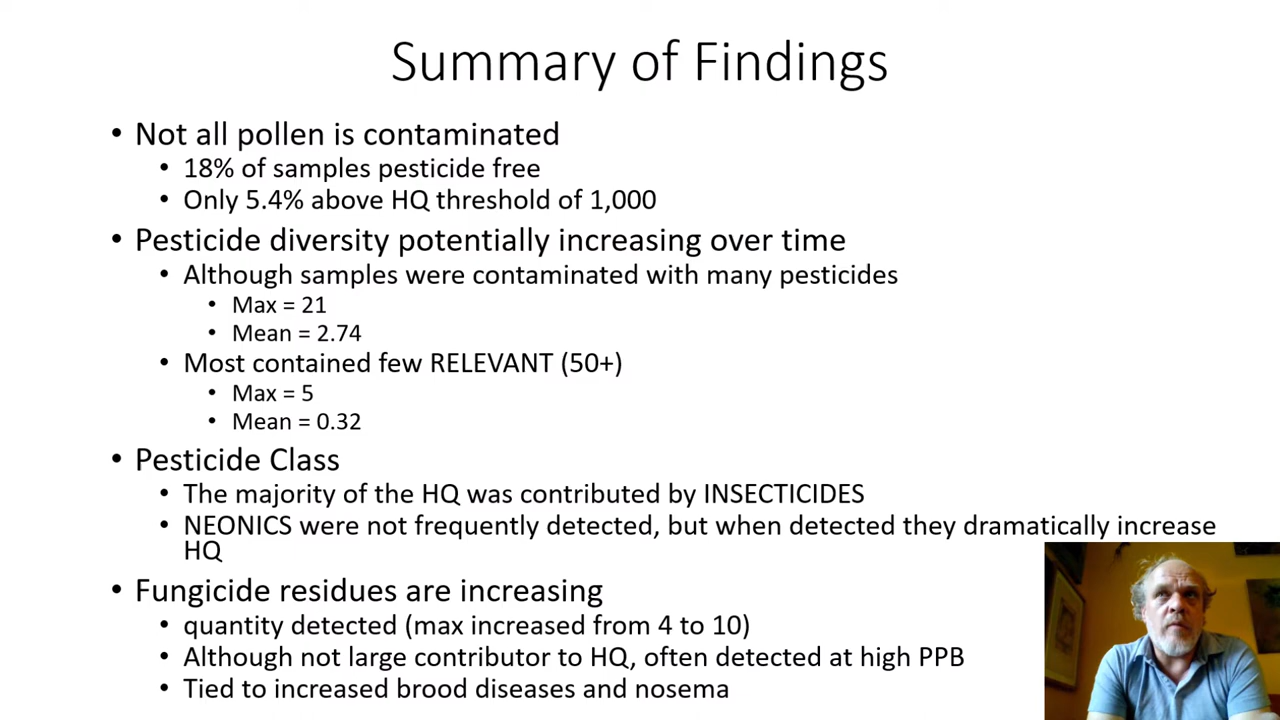 Summary of Findings
• Not all pollen is contaminated
• 18% of samples pesticide free
• Only 5.4% above HQ threshold of 1,000
• Pesticide diversity potentially increasing over time
• Although samples were contaminated with many pesticides
• Max = 21
• Mean = 2.74
• Most contained few RELEVANT (50+)
• Max = 5
• Mean = 0.32
• Pesticide Class
• The majority of the HQ was contributed by INSECTICIDES
• NEONICS were not frequently detected, but when detected they dramatically increase
HQ
• Fungicide residues are increasing
• quantity detected (max increased from 4 to 10)
• Although not large contributor to HQ, often detected at high PPB
• Tied to increased brood diseases and nosema